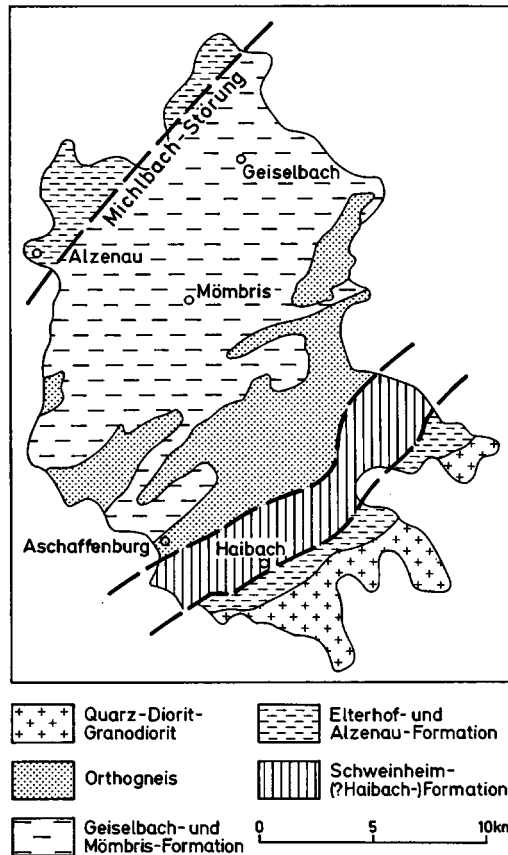 Michlbach-Störung
Geiselbach
Alzenau
Mömbris
Aschaffenburg
Haibach
Quarz-Diorit-
Granodiorit
Orthogneis
Geiselbach- und
Mömbris-Formation
Elterhof- und
Alzenau-Formation
Schweinheim-
(?Haibach-)Formation
0 5 10km